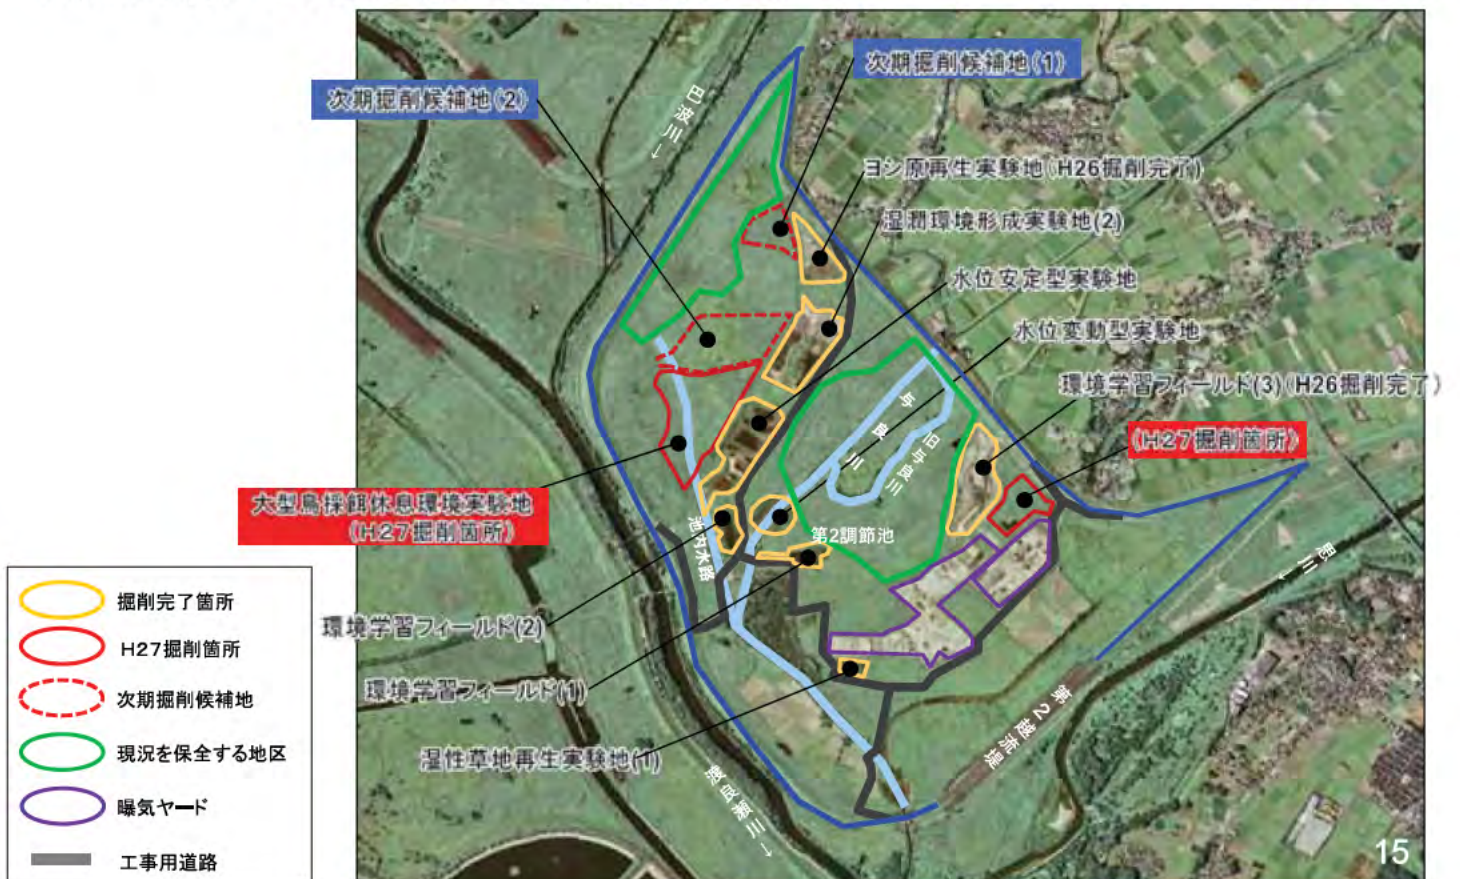 次期掘削候補地(1)
次期掘削候補地(2)
巴波川→
ヨシ原再生実験地(H26掘削完了)
湿潤環境形成実験地(2)
水位安定型実験地
水位変動型実験地
環境学習フィールド(3)(H26掘削完了)
(H27掘削箇所)
与良川
旧与良川
大型鳥採餌休息環境実験地
(H27掘削箇所)
池内水路
第2調節池
思川→
環境学習フィールド(2)
環境学習フィールド(1)
湿性草地再生実験地(1)
第2越流堤
渡良瀬川→
掘削完了箇所
H27掘削箇所
次期掘削候補地
現況を保全する地区
曝気ヤード
工事用道路
15